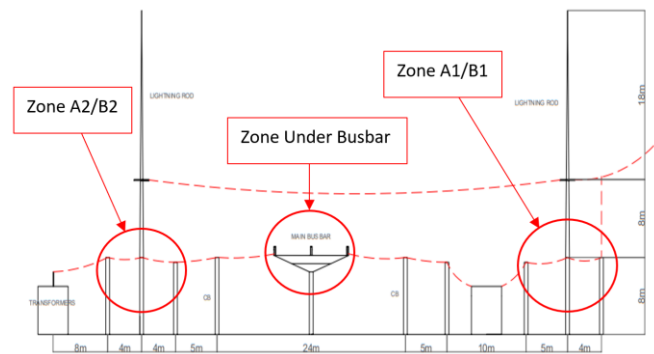 Zone A1/B1
Zone A2/B2
LIGHTNING ROD
LIGHTNING ROD
18m
Zone Under Busbar
8m
MAIN BUS BAR
TRANSFORMERS
CB
CB
8m
8m
4m
4m
5m
24m
5m
10m
5m
4m